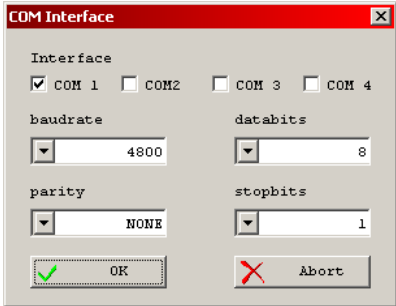 COM Interface
Interface
COM 1 COM2 COM 3 COM 4
baudrate databits
4800 8
parity stopbits
NONE 1
OK Abort